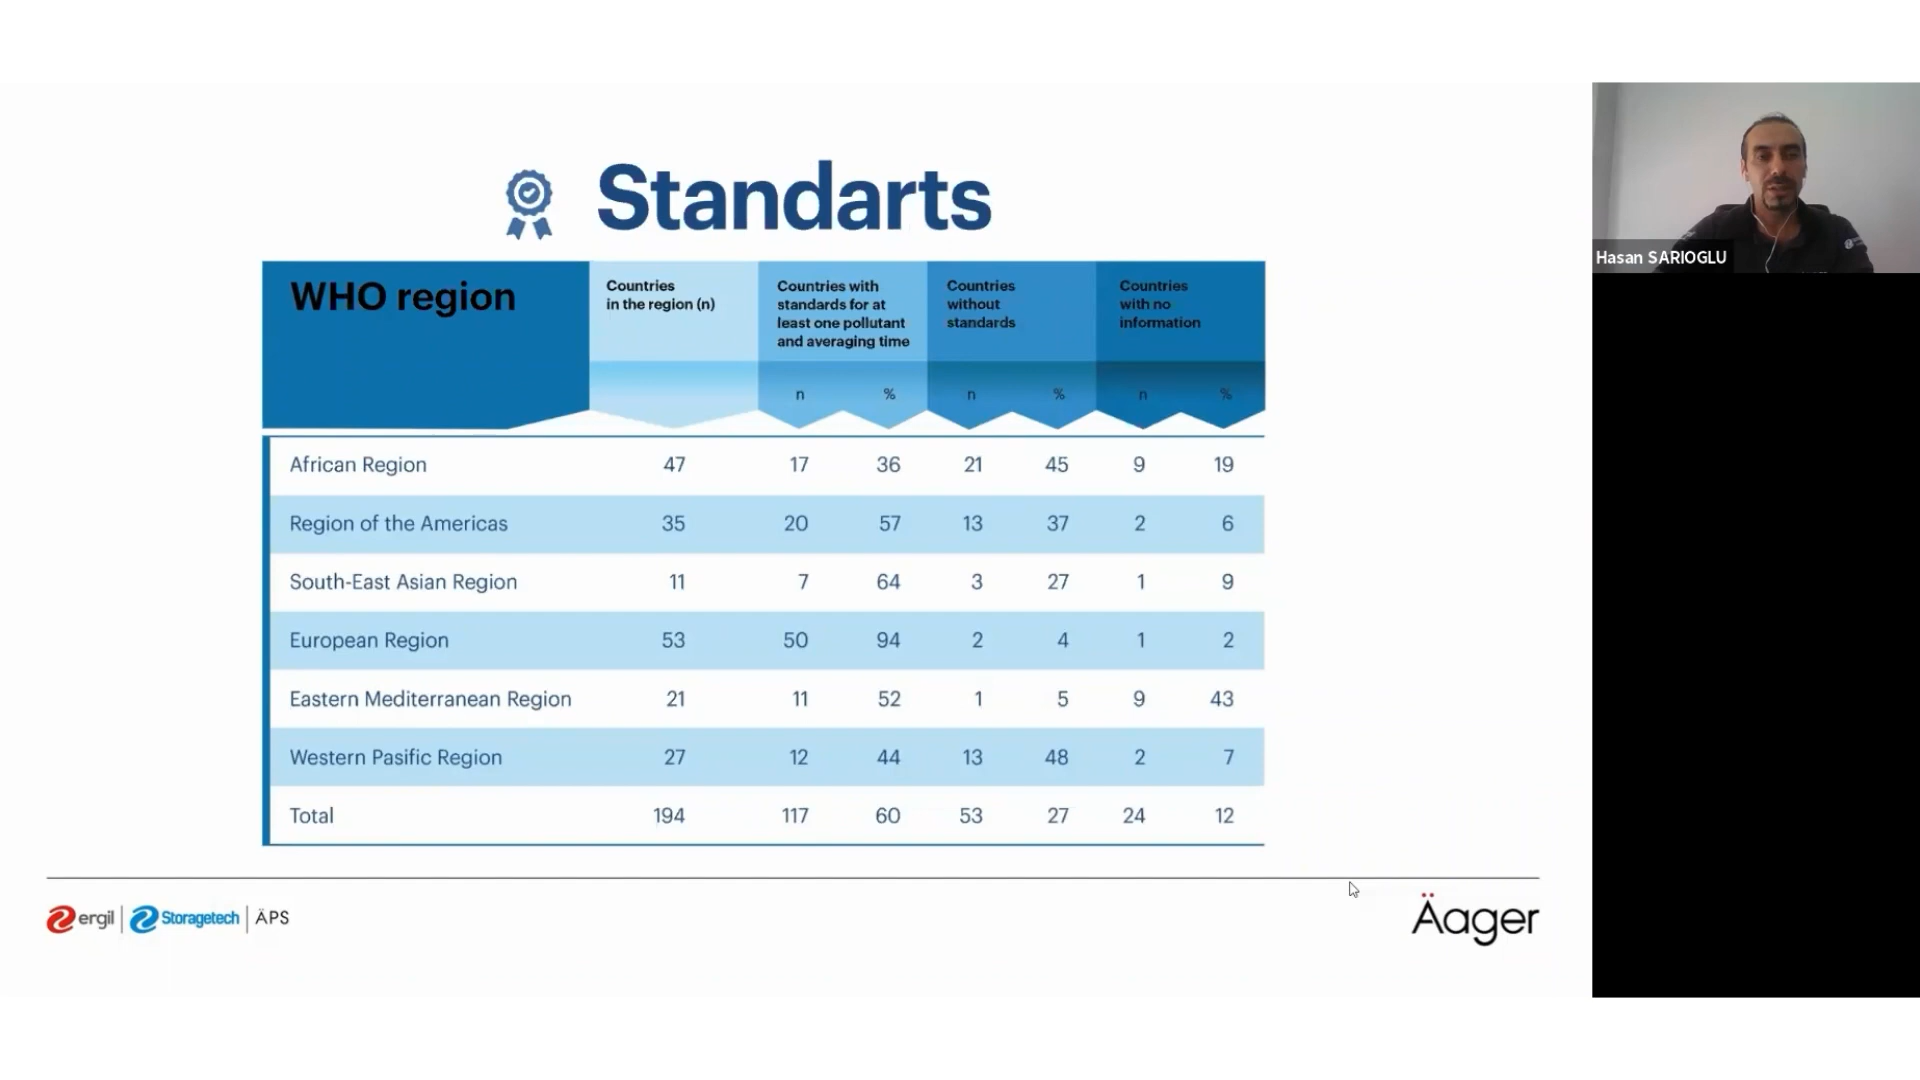 Standarts
WHO region
Countries
in the region (n)
Countries with
standards for at
least one pollutant
and averaging time
Countries
without
standards
Countries
with no
information
n % n % n %
African Region 47 17 36 21 45 9 19
Region of the Americas 35 20 57 13 37 2 6
South-East Asian Region 11 7 64 3 27 1 9
European Region 53 50 94 2 4 1 2
Eastern Mediterranean Region 21 11 52 1 5 9 43
Western Pasific Region 27 12 44 13 48 2 7
Total 194 117 60 53 27 24 12
ergil Storagetech ÄPS
Äager
Hasan SARIOGLU